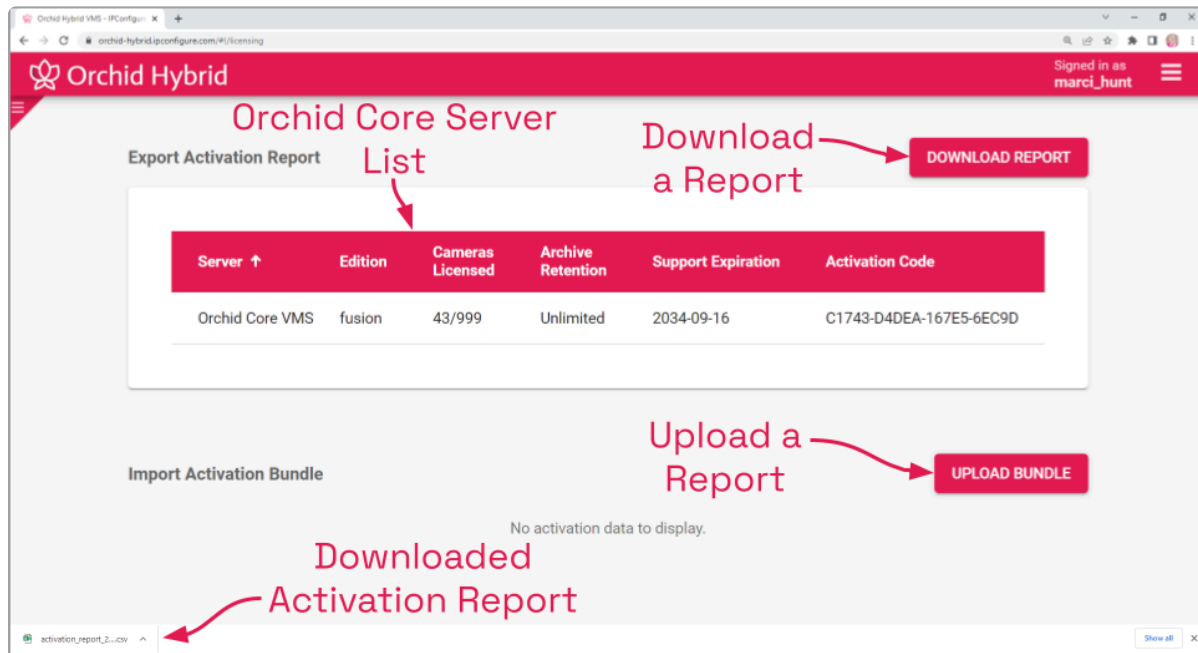 Orchid Hybrid VMS - IPConfigur
orchid-hybrid.ipconfigure.com/#!/licensing
Orchid Hybrid
Signed in as
marci_hunt
Orchid Core Server
List
Download
a Report
Export Activation Report
DOWNLOAD REPORT
Server ↑ Edition Cameras Licensed Archive Retention Support Expiration Activation Code
Orchid Core VMS fusion 43/999 Unlimited 2034-09-16 C1743-D4DEA-167E5-6EC9D
Upload a
Report
Import Activation Bundle
UPLOAD BUNDLE
No activation data to display.
Downloaded
Activation Report
activation_report_2....csv
Show all